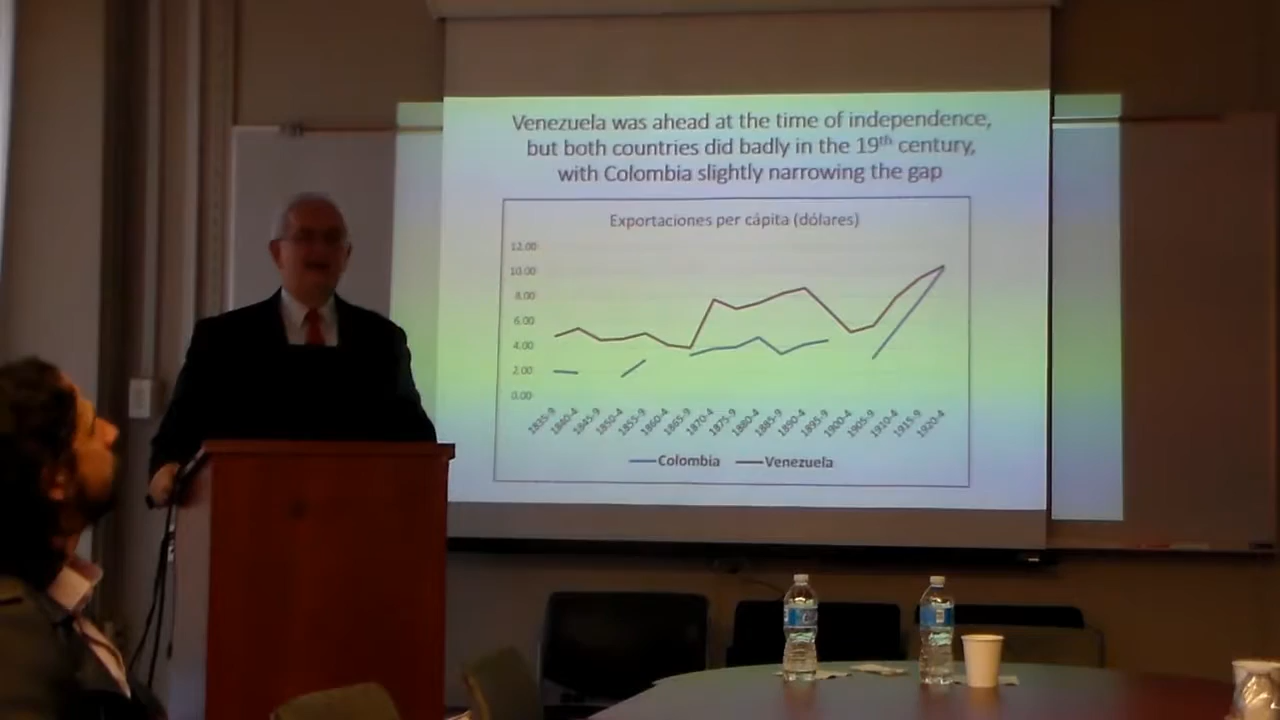 Venezuela was ahead at the time of independence,
but both countries did badly in the 19th century,
with Colombia slightly narrowing the gap
Exportaciones per cápita (dólares)
12.00
10.00
8.00
6.00
4.00
2.00
0.00
1835-9 1840-4 1845-9 1850-4 1855-9 1860-4 1865-9 1870-4 1875-9 1880-4 1885-9 1890-4 1895-9 1900-4 1905-9 1910-4 1915-9 1920-4
Colombia Venezuela